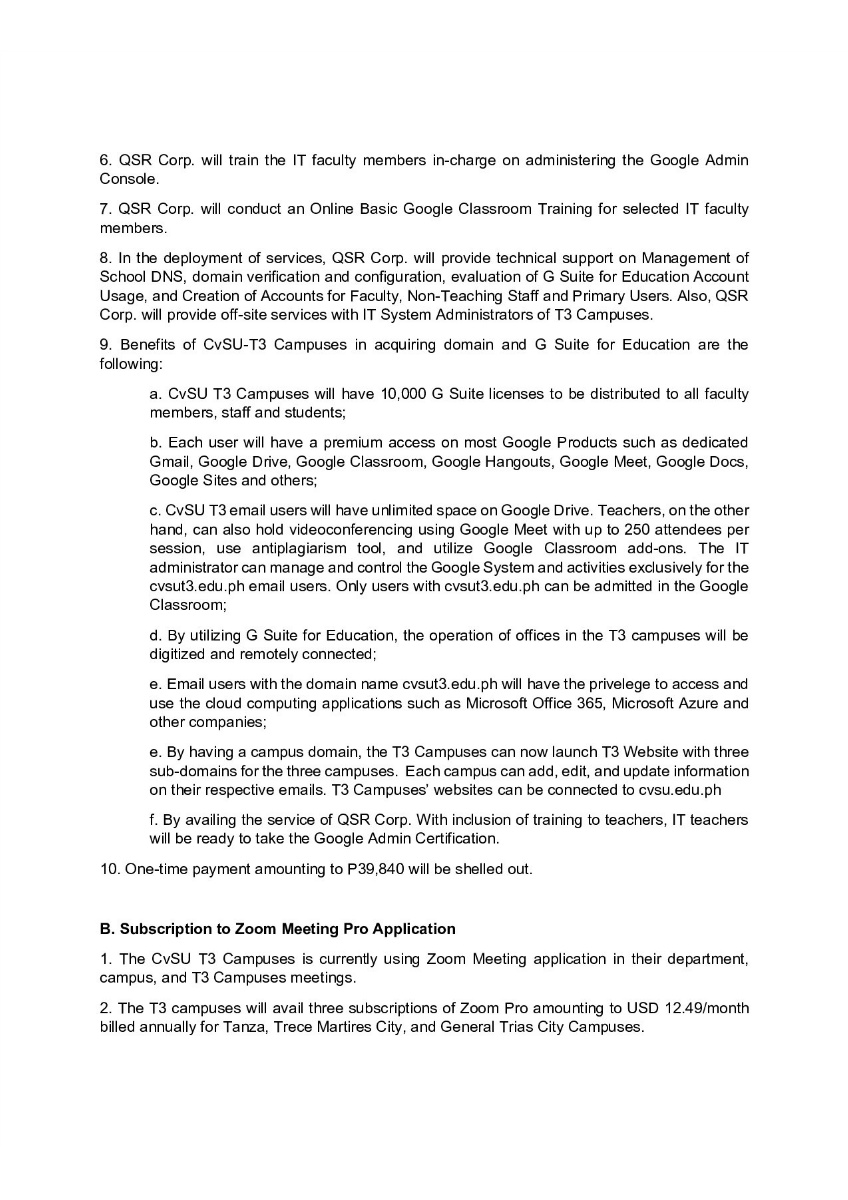 6. QSR Corp. will train the IT faculty members in-charge on administering the Google Admin
Console.
7. QSR Corp. will conduct an Online Basic Google Classroom Training for selected IT faculty
members.
8. In the deployment of services, QSR Corp. will provide technical support on Management of
School DNS, domain verification and configuration, evaluation of G Suite for Education Account
Usage, and Creation of Accounts for Faculty, Non-Teaching Staff and Primary Users. Also, QSR
Corp. will provide off-site services with IT System Administrators of T3 Campuses.
9. Benefits of CvSU-T3 Campuses in acquiring domain and G Suite for Education are the
following:
a. CvSU T3 Campuses will have 10,000 G Suite licenses to be distributed to all faculty
members, staff and students;
b. Each user will have a premium access on most Google Products such as dedicated
Gmail, Google Drive, Google Classroom, Google Hangouts, Google Meet, Google Docs,
Google Sites and others;
c. CvSU T3 email users will have unlimited space on Google Drive. Teachers, on the other
hand, can also hold videoconferencing using Google Meet with up to 250 attendees per
session, use antiplagiarism tool, and utilize Google Classroom add-ons. The IT
administrator can manage and control the Google System and activities exclusively for the
cvsut3.edu.ph email users. Only users with cvsut3.edu.ph can be admitted in the Google
Classroom;
d. By utilizing G Suite for Education, the operation of offices in the T3 campuses will be
digitized and remotely connected;
e. Email users with the domain name cvsut3.edu.ph will have the privelege to access and
use the cloud computing applications such as Microsoft Office 365, Microsoft Azure and
other companies;
e. By having a campus domain, the T3 Campuses can now launch T3 Website with three
sub-domains for the three campuses. Each campus can add, edit, and update information
on their respective emails. T3 Campuses' websites can be connected to cvsu.edu.ph
f. By availing the service of QSR Corp. With inclusion of training to teachers, IT teachers
will be ready to take the Google Admin Certification.
10. One-time payment amounting to P39,840 will be shelled out.
B. Subscription to Zoom Meeting Pro Application
1. The CvSU T3 Campuses is currently using Zoom Meeting application in their department,
campus, and T3 Campuses meetings.
2. The T3 campuses will avail three subscriptions of Zoom Pro amounting to USD 12.49/month
billed annually for Tanza, Trece Martires City, and General Trias City Campuses.